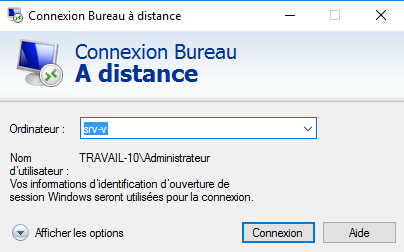 Connexion Bureau à distance
Connexion Bureau
A distance
Ordinateur :
srv-v
Nom
d'utilisateur :
TRAVAIL-10\Administrateur
Vos informations d'identification d'ouverture de
session Windows seront utilisées pour la connexion.
Afficher les options
Connexion
Aide